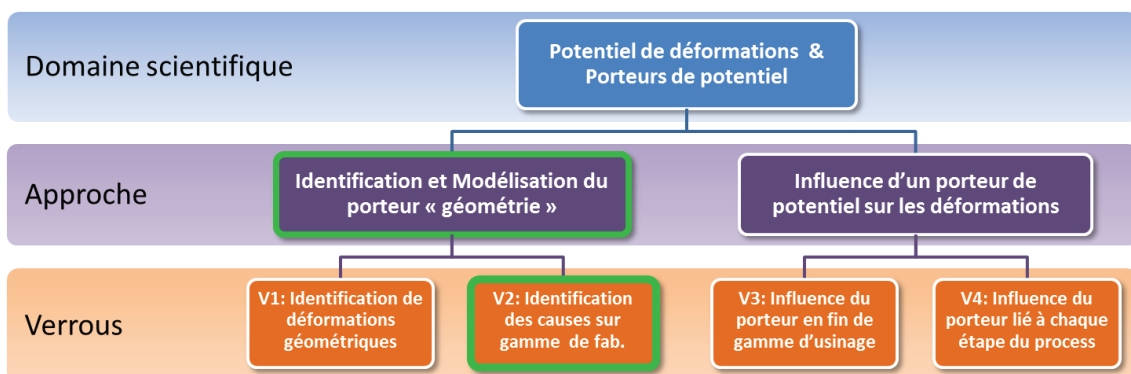 Domaine scientifique
Potentiel de déformations &
Porteurs de potentiel
Approche
Identification et Modélisation du
porteur « géométrie »
Influence d’un porteur de
potentiel sur les déformations
Verrous
V1: Identification de
déformations
géométriques
V2: Identification
des causes sur
gamme de fab.
V3: Influence du
porteur en fin de
gamme d’usinage
V4: Influence du
porteur lié à chaque
étape du process